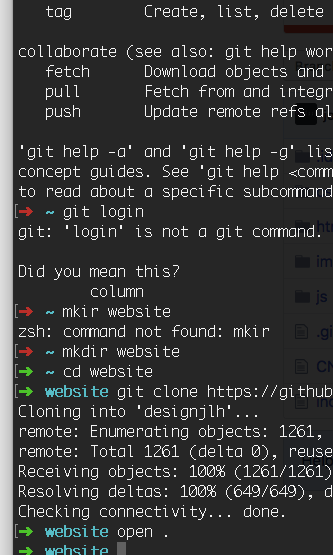 tag Create, list, delete
collaborate (see also: git help wor
fetch Download objects and
pull Fetch from and integr
push Update remote refs al
'git help -a' and 'git help -g' lis
concept guides. See 'git help <comm
to read about a specific subcommand
[➜ ~ git login
git: 'login' is not a git command.
Did you mean this?
column
[➜ ~ mkir website
zsh: command not found: mkir
[➜ ~ mkdir website
[➜ ~ cd website
[➜ website git clone https://github
Cloning into 'designjlh'...
remote: Enumerating objects: 1261,
remote: Total 1261 (delta 0), reuse
Receiving objects: 100% (1261/1261)
Resolving deltas: 100% (649/649), d
Checking connectivity... done.
[➜ website open .
➜ website
js